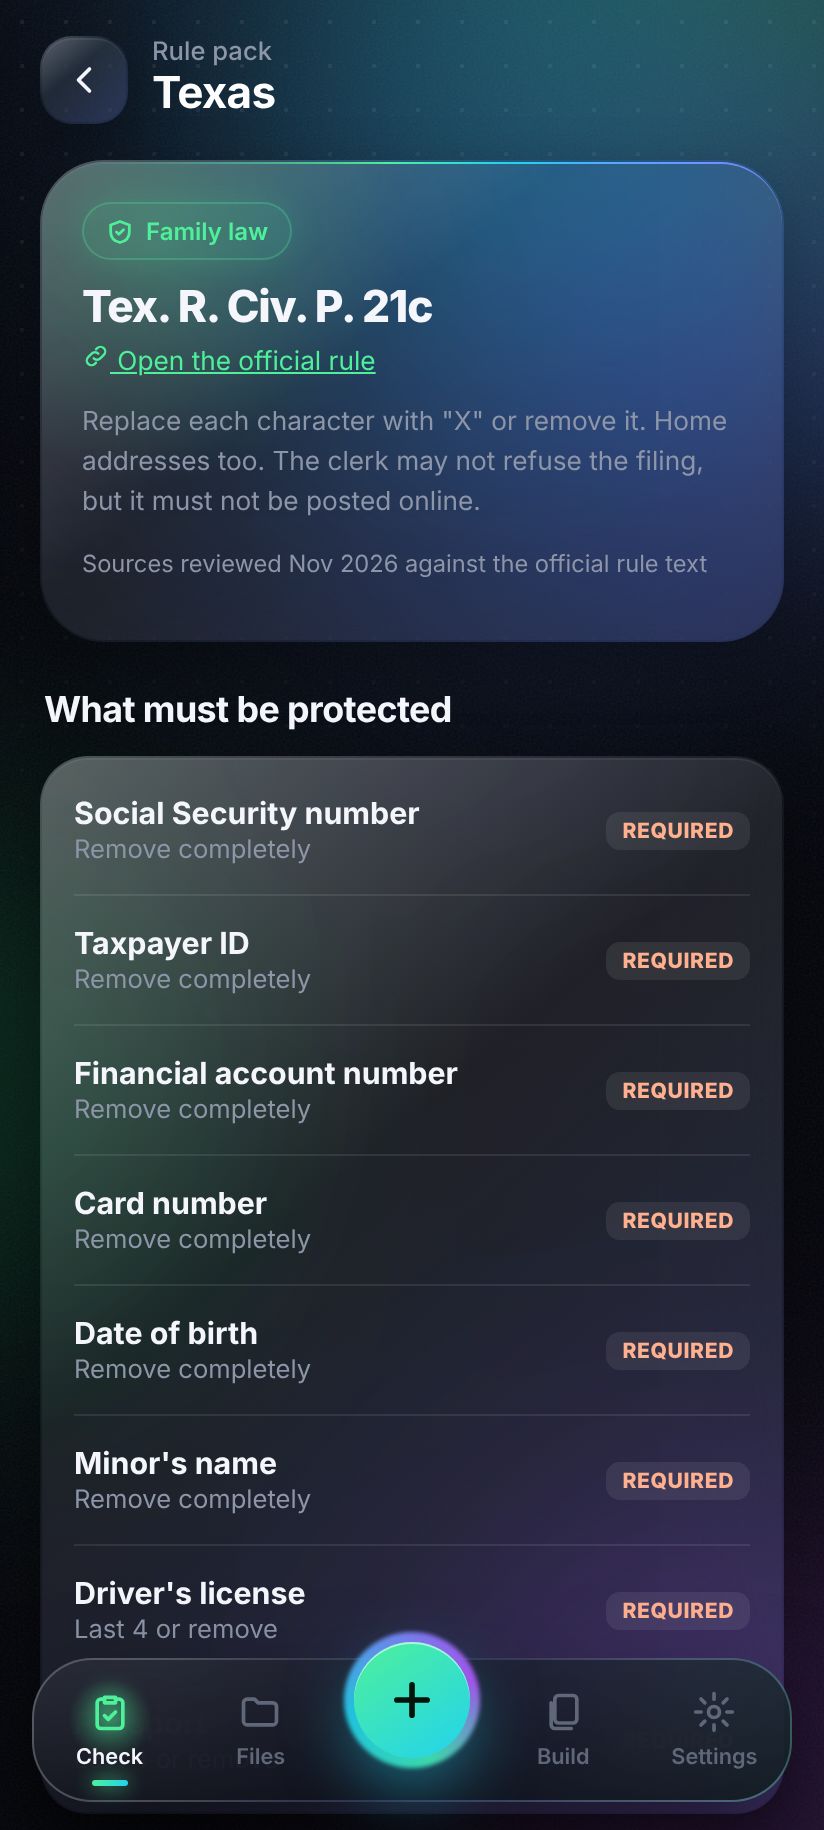 Rule pack
Texas
Family law
Tex. R. Civ. P. 21c
Open the official rule
Replace each character with "X" or remove it. Home
addresses too. The clerk may not refuse the filing,
but it must not be posted online.
Sources reviewed Nov 2026 against the official rule text
What must be protected
Social Security number
Remove completely
REQUIRED
Taxpayer ID
Remove completely
REQUIRED
Financial account number
Remove completely
REQUIRED
Card number
Remove completely
REQUIRED
Date of birth
Remove completely
REQUIRED
Minor's name
Remove completely
REQUIRED
Driver's license
Last 4 or remove
REQUIRED
Check
Files
Build
Settings